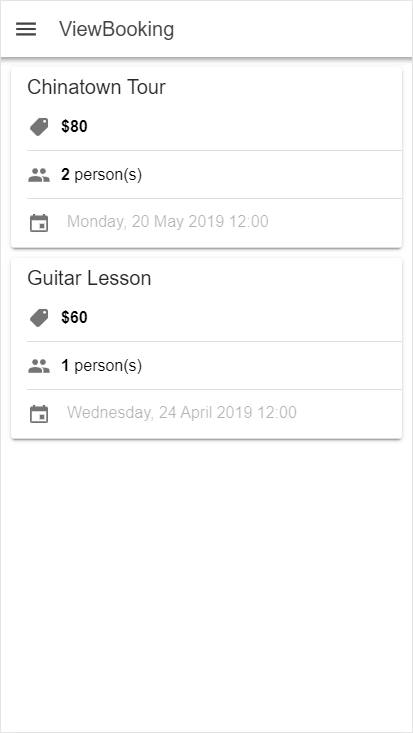 ViewBooking
Chinatown Tour
$80
2 person(s)
Monday, 20 May 2019 12:00
Guitar Lesson
$60
1 person(s)
Wednesday, 24 April 2019 12:00